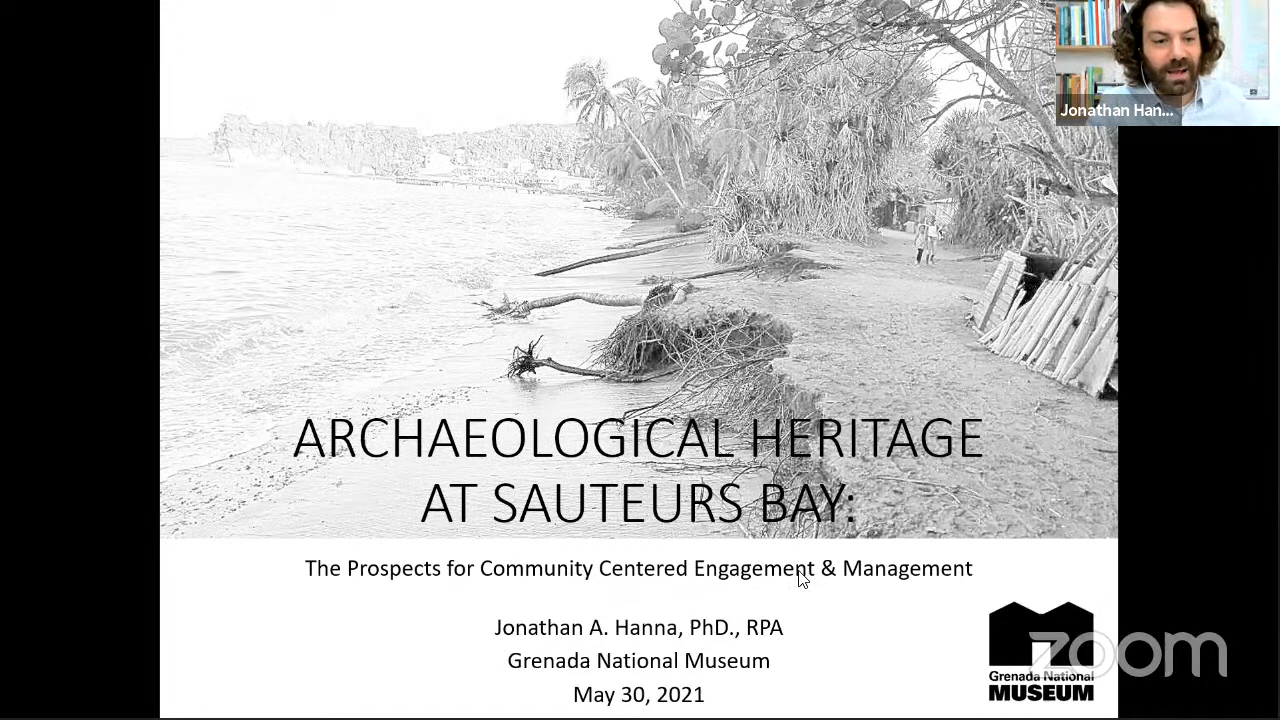 Jonathan Han...
ARCHAEOLOGICAL HERITAGE
AT SAUTEURS BAY:
The Prospects for Community Centered Engagement & Management
Jonathan A. Hanna, PhD., RPA
Grenada National Museum
May 30, 2021
zoom
Grenada National
MUSEUM